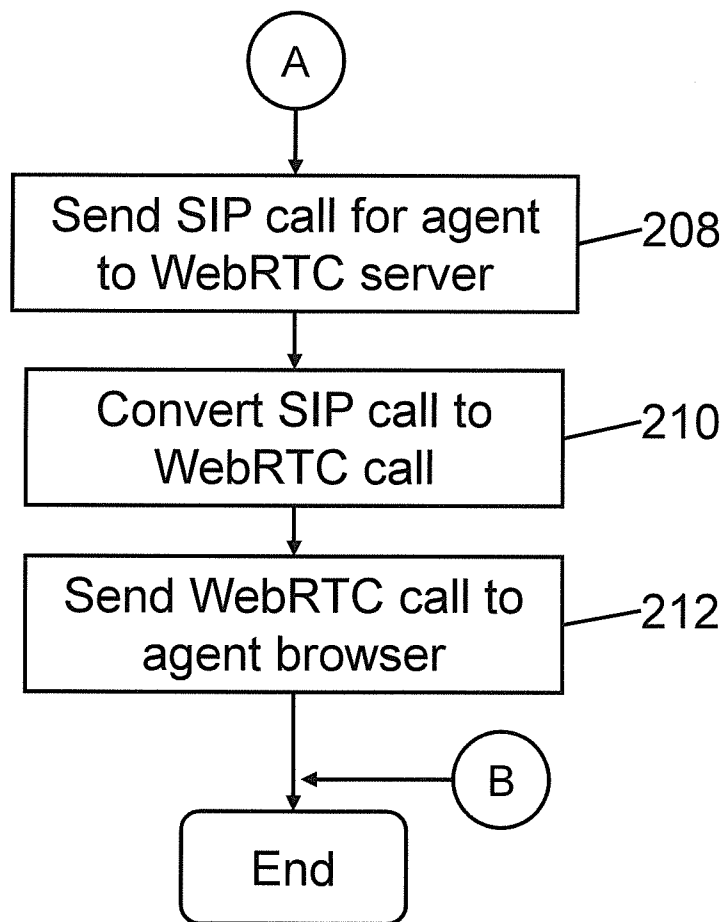 A
Send SIP call for agent
to WebRTC server
208
Convert SIP call to
WebRTC call
210
Send WebRTC call to
agent browser
212
B
End